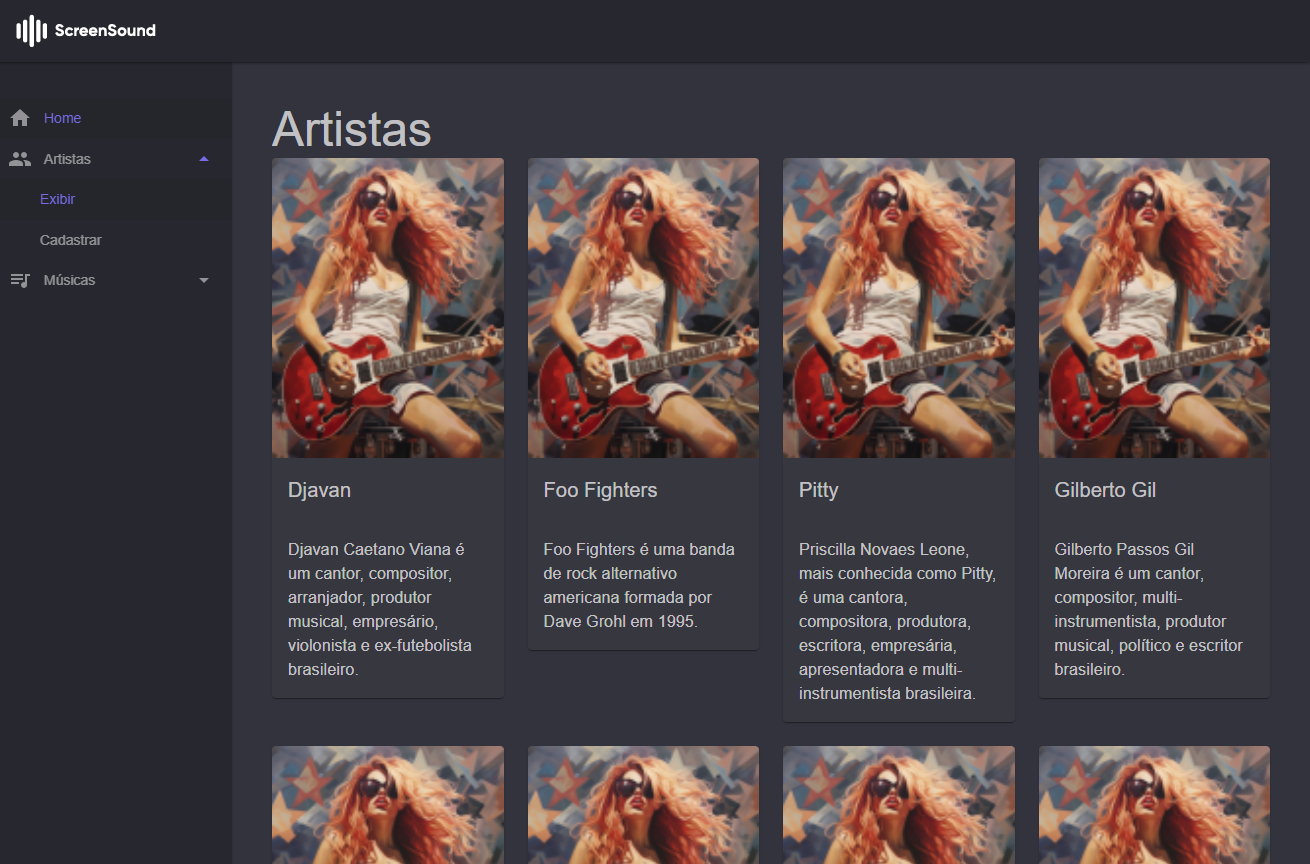 ScreenSound
Home
Artistas
Exibir
Cadastrar
Músicas
Artistas
Djavan
Djavan Caetano Viana é
um cantor, compositor,
arranjador, produtor
musical, empresário,
violonista e ex-futebolista
brasileiro.
Foo Fighters
Foo Fighters é uma banda
de rock alternativo
americana formada por
Dave Grohl em 1995.
Pitty
Priscilla Novaes Leone,
mais conhecida como Pitty,
é uma cantora,
compositora, produtora,
escritora, empresária,
apresentadora e multi-
instrumentista brasileira.
Gilberto Gil
Gilberto Passos Gil
Moreira é um cantor,
compositor, multi-
instrumentista, produtor
musical, político e escritor
brasileiro.